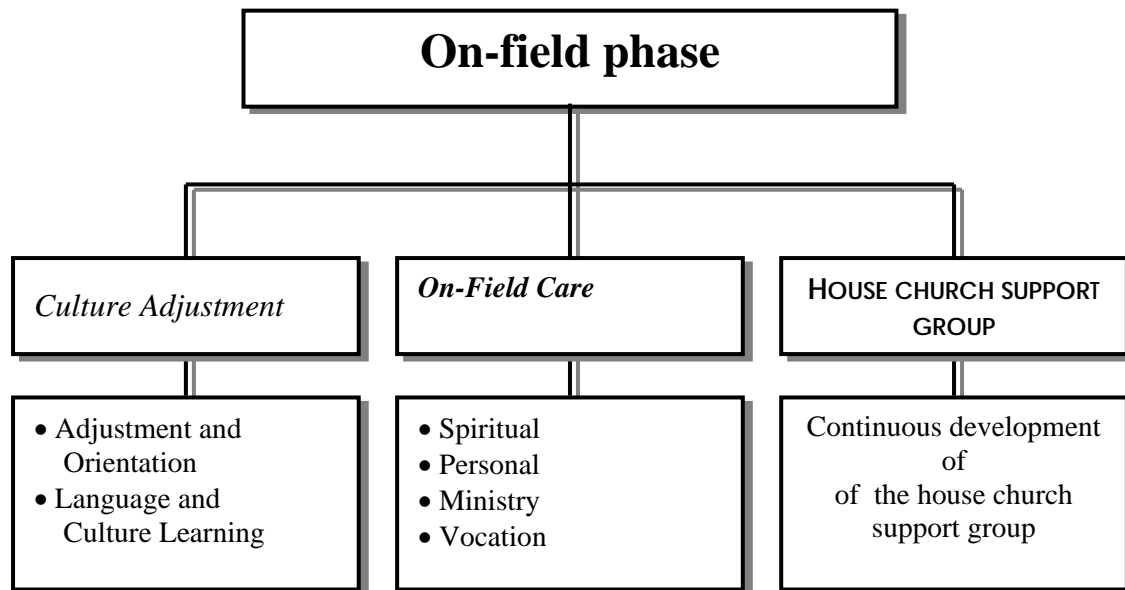 On-field phase
Culture Adjustment
• Adjustment and
Orientation
• Language and
Culture Learning
On-Field Care
• Spiritual
• Personal
• Ministry
• Vocation
HOUSE CHURCH SUPPORT
GROUP
Continuous development
of
of the house church
support group